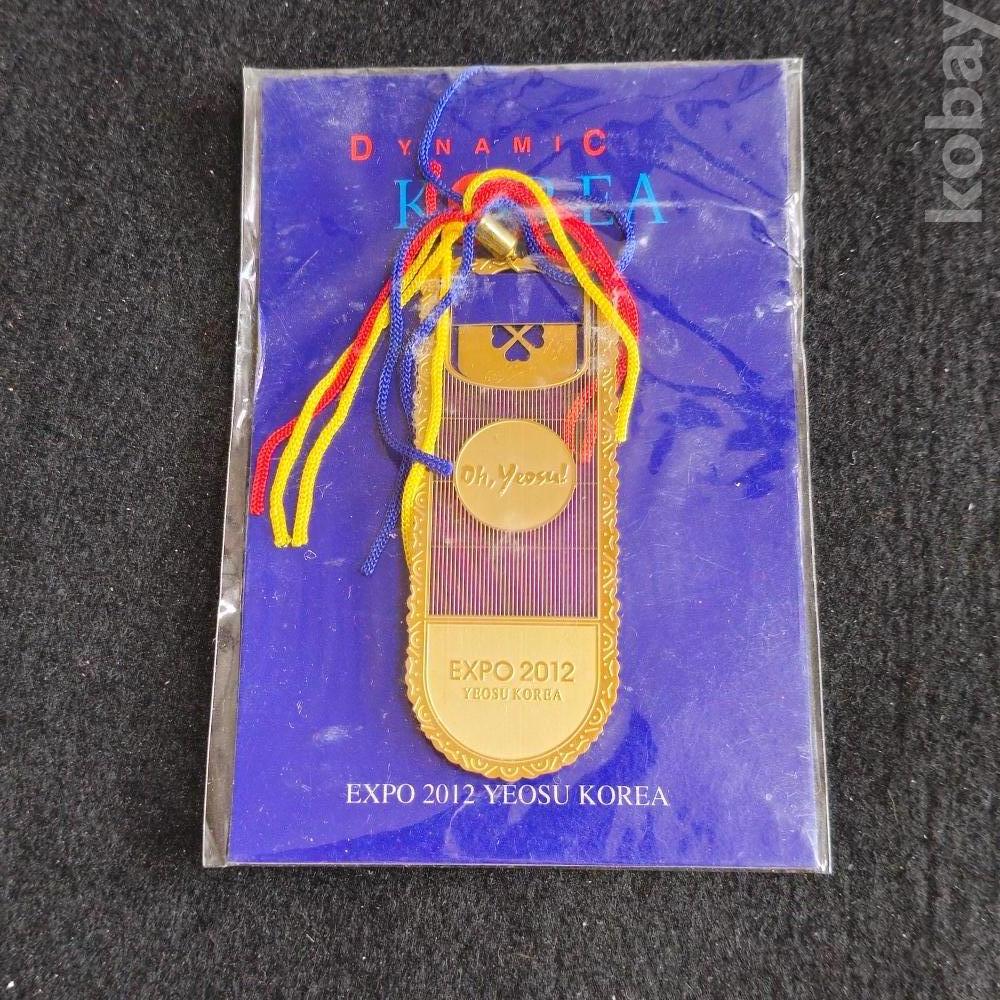 DYNAMIC
KOREA
Oh, Yeosu!
EXPO 2012
YEOSU KOREA
EXPO 2012 YEOSU KOREA
kobay